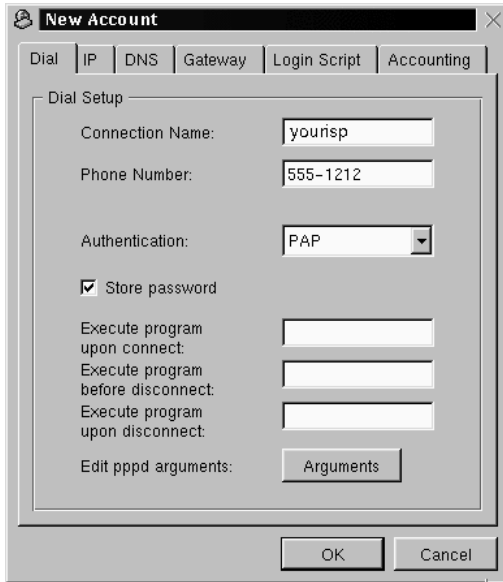 New Account
Dial IP DNS Gateway Login Script Accounting
Dial Setup
Connection Name: yourisp
Phone Number: 555-1212
Authentication: PAP
Store password
Execute program
upon connect:
Execute program
before disconnect:
Execute program
upon disconnect:
Edit pppd arguments: Arguments
OK Cancel